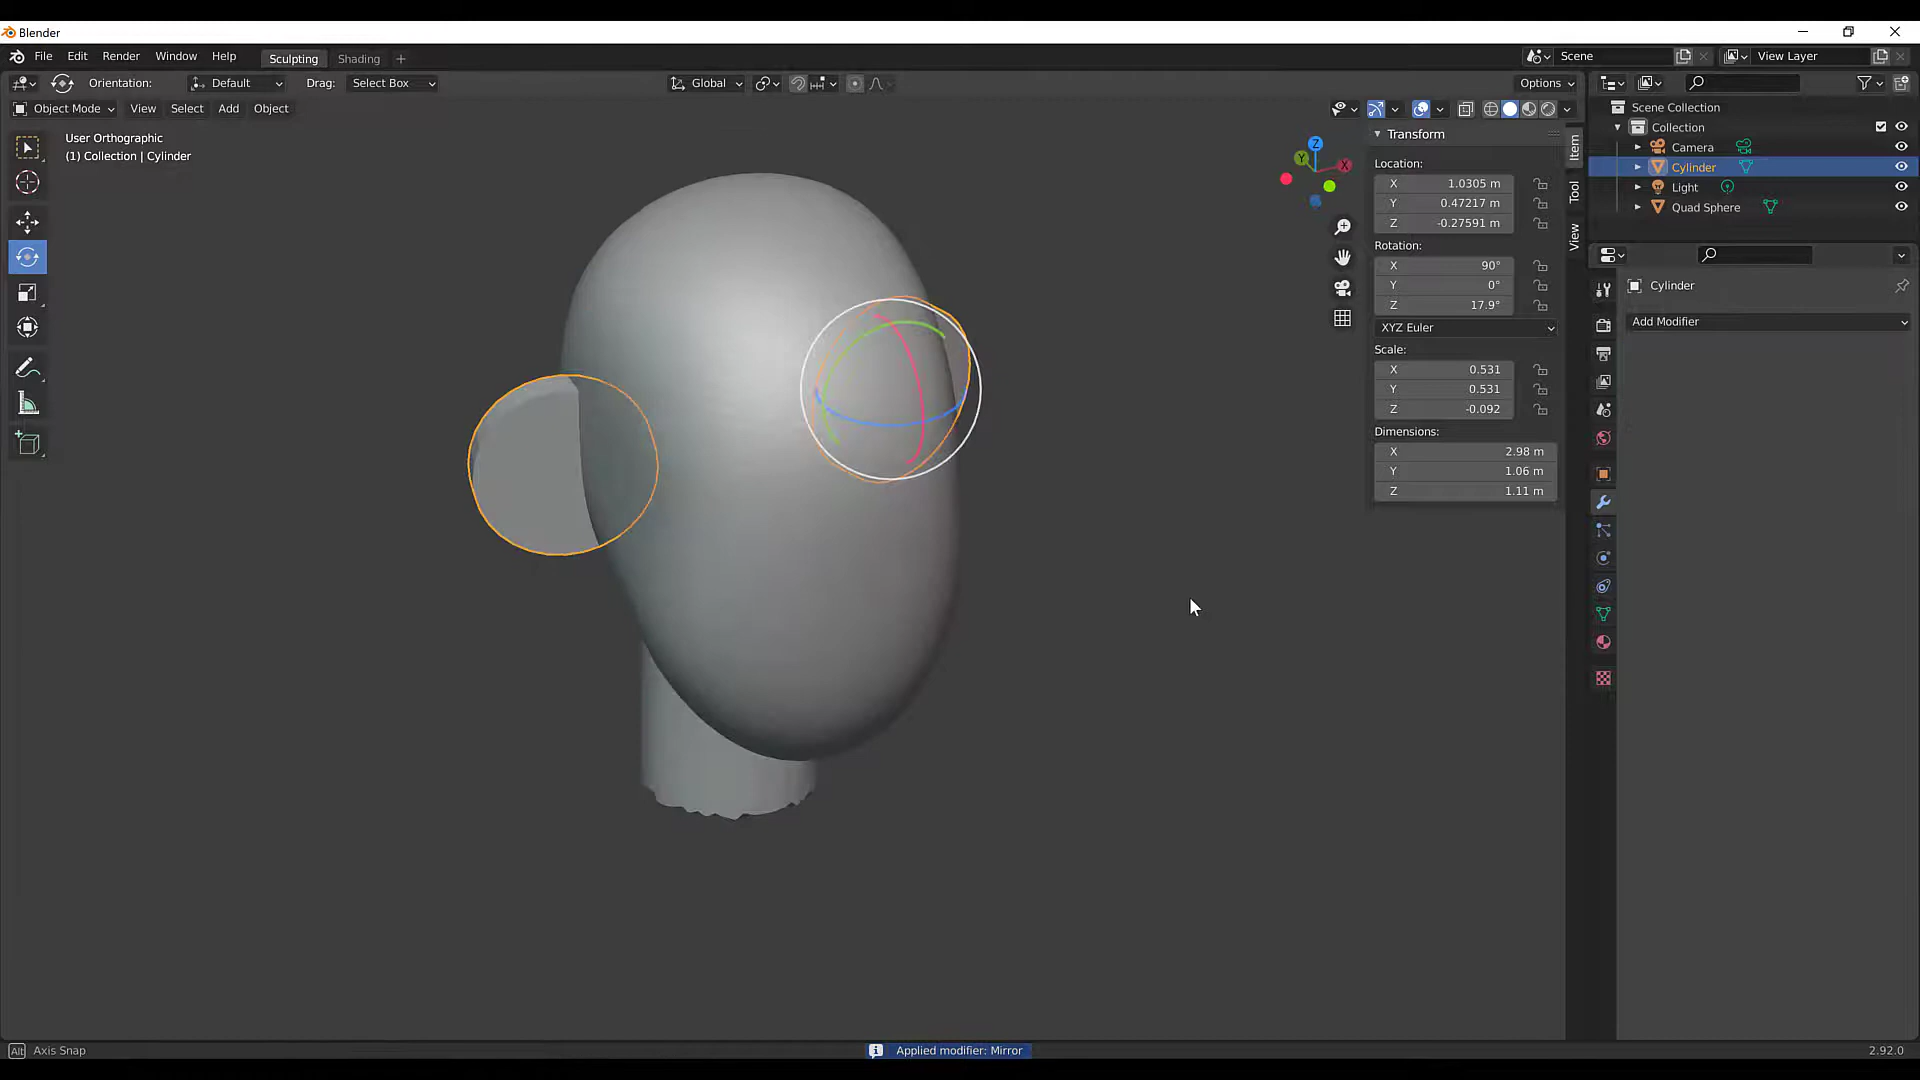 Blender
File Edit Render Window Help Sculpting Shading + Scene View Layer
Orientation: Default Drag: Select Box Global Options
Object Mode View Select Add Object
User Orthographic
(1) Collection | Cylinder
Z
Y
X
Transform
Location:
X 1.0305 m
Y 0.47217 m
Z -0.27591 m
Rotation:
X 90°
Y 0°
Z 17.9°
XYZ Euler
Scale:
X 0.531
Y 0.531
Z -0.092
Dimensions:
X 2.98 m
Y 1.06 m
Z 1.11 m
Item
Tool
View
Scene Collection
Collection
Camera
Cylinder
Light
Quad Sphere
Cylinder
Add Modifier
Alt Axis Snap
Applied modifier: Mirror
2.92.0